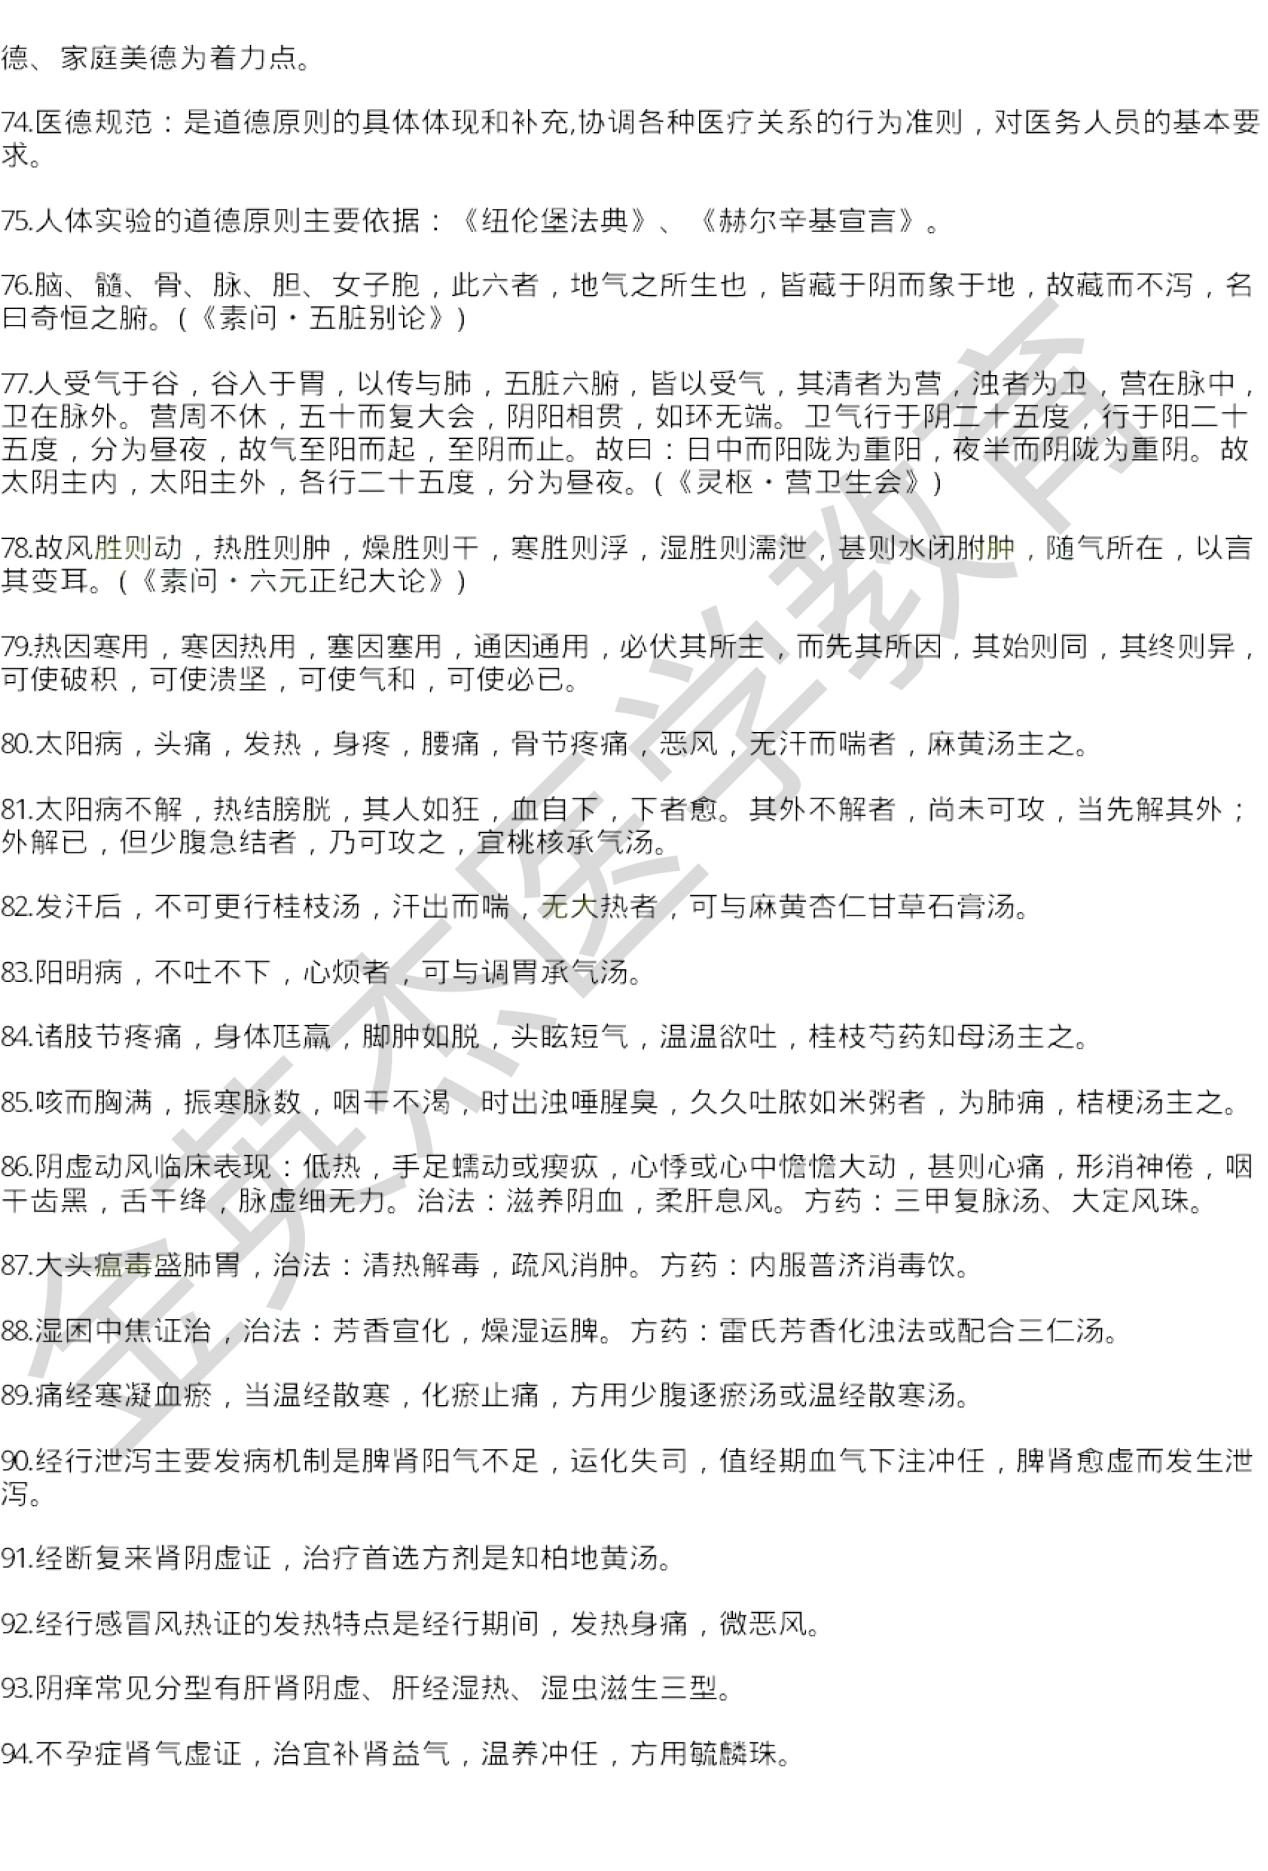 德、家庭美德为着力点。
74.医德规范：是道德原则的具体体现和补充,协调各种医疗关系的行为准则，对医务人员的基本要
求。
75.人体实验的道德原则主要依据：《纽伦堡法典》、《赫尔辛基宣言》。
76.脑、髓、骨、脉、胆、女子胞，此六者，地气之所生也，皆藏于阴而象于地，故藏而不泻，名
曰奇恒之腑。(《素问·五脏别论》)
77.人受气于谷，谷入于胃，以传与肺，五脏六腑，皆以受气，其清者为营，浊者为卫，营在脉中，
卫在脉外。营周不休，五十而复大会，阴阳相贯，如环无端。卫气行于阴二十五度，行于阳二十
五度，分为昼夜，故气至阳而起，至阴而止。故曰：日中而阳陇为重阳，夜半而阴陇为重阴。故
太阴主内，太阳主外，各行二十五度，分为昼夜。(《灵枢·营卫生会》)
78.故风胜则动，热胜则肿，燥胜则干，寒胜则浮，湿胜则濡泄，甚则水闭胕肿，随气所在，以言
其变耳。(《素问·六元正纪大论》)
79.热因寒用，寒因热用，塞因塞用，通因通用，必伏其所主，而先其所因，其始则同，其终则异，
可使破积，可使溃坚，可使气和，可使必已。
80.太阳病，头痛，发热，身疼，腰痛，骨节疼痛，恶风，无汗而喘者，麻黄汤主之。
81.太阳病不解，热结膀胱，其人如狂，血自下，下者愈。其外不解者，尚未可攻，当先解其外；
外解已，但少腹急结者，乃可攻之，宜桃核承气汤。
82.发汗后，不可更行桂枝汤，汗出而喘，无大热者，可与麻黄杏仁甘草石膏汤。
83.阳明病，不吐不下，心烦者，可与调胃承气汤。
84.诸肢节疼痛，身体尫羸，脚肿如脱，头眩短气，温温欲吐，桂枝芍药知母汤主之。
85.咳而胸满，振寒脉数，咽干不渴，时出浊唾腥臭，久久吐脓如米粥者，为肺痈，桔梗汤主之。
86.阴虚动风临床表现：低热，手足蠕动或瘈疭，心悸或心中憺憺大动，甚则心痛，形消神倦，咽
干齿黑，舌干绛，脉虚细无力。治法：滋养阴血，柔肝息风。方药：三甲复脉汤、大定风珠。
87.大头瘟毒盛肺胃，治法：清热解毒，疏风消肿。方药：内服普济消毒饮。
88.湿困中焦证治，治法：芳香宣化，燥湿运脾。方药：雷氏芳香化浊法或配合三仁汤。
89.痛经寒凝血瘀，当温经散寒，化瘀止痛，方用少腹逐瘀汤或温经散寒汤。
90.经行泄泻主要发病机制是脾肾阳气不足，运化失司，值经期血气下注冲任，脾肾愈虚而发生泄
泻。
91.经断复来肾阴虚证，治疗首选方剂是知柏地黄汤。
92.经行感冒风热证的发热特点是经行期间，发热身痛，微恶风。
93.阴痒常见分型有肝肾阴虚、肝经湿热、湿虫滋生三型。
94.不孕症肾气虚证，治宜补肾益气，温养冲任，方用毓麟珠。
金英杰医学教育